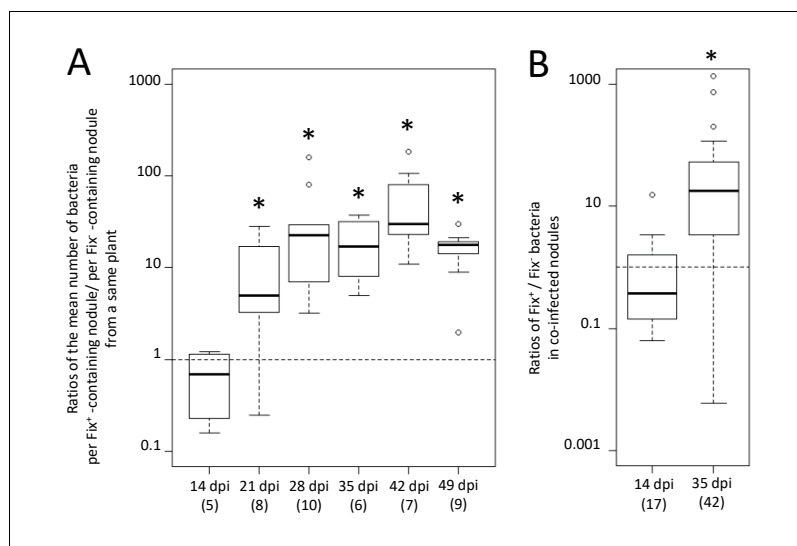 A
Ratios of the mean number of bacteria
per Fix⁺ -containing nodule/ per Fix⁻ -containing nodule
from a same plant
1000
100
10
1
0.1
*
*
*
*
*
14 dpi
21 dpi
28 dpi
35 dpi
42 dpi
49 dpi
(5)
(8)
(10)
(6)
(7)
(9)
B
Ratios of Fix⁺ / Fix⁻ bacteria
in co-infected nodules
1000
10
0.1
0.001
*
14 dpi
35 dpi
(17)
(42)